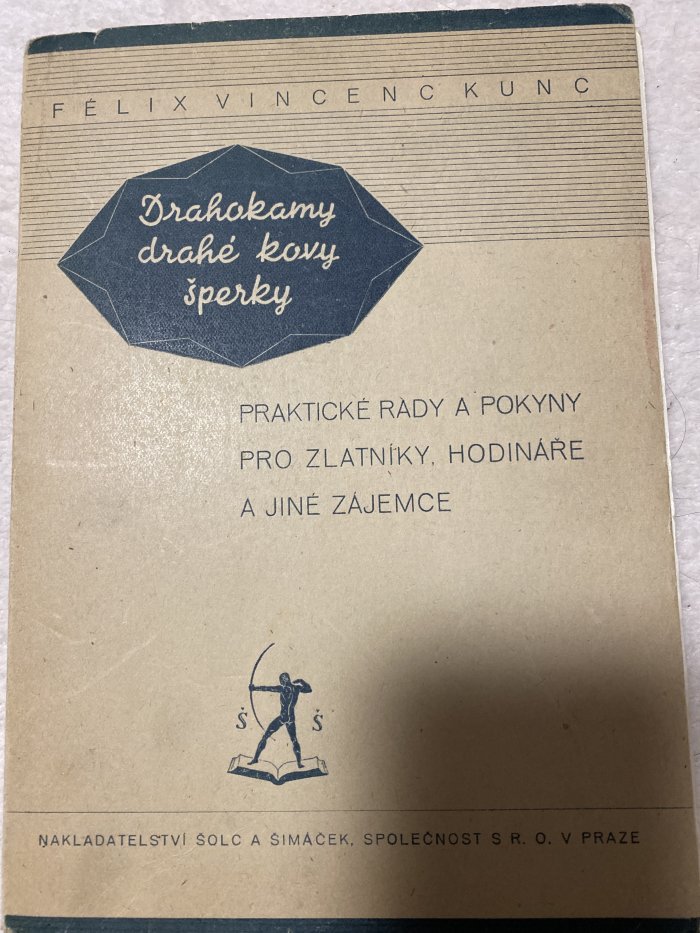 FÉLIX VINCENC KUNC
Drahokamy
drahé kovy
šperky
PRAKTICKÉ RADY A POKYNY
PRO ZLATNÍKY, HODINÁŘE
A JINÉ ZÁJEMCE
Š Š
NAKLADATELSTVÍ ŠOLC A ŠIMÁČEK, SPOLEČNOST S R. O. V PRAZE